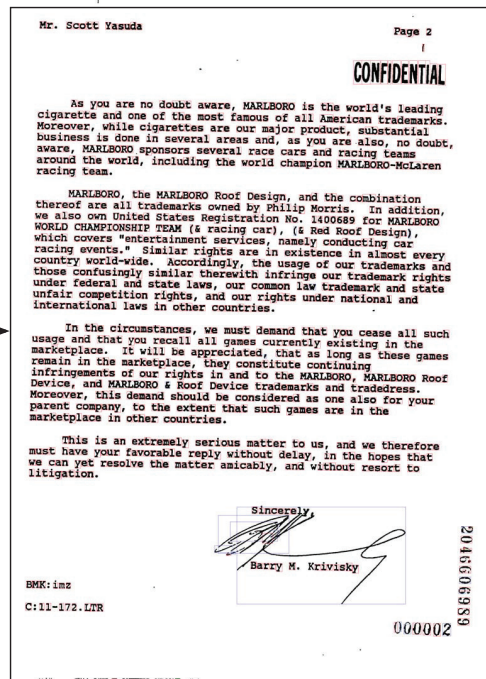 Mr. Scott Yasuda
Page 2
CONFIDENTIAL
As you are no doubt aware, MARLBORO is the world's leading
cigarette and one of the most famous of all American trademarks.
Moreover, while cigarettes are our major product, substantial
business is done in several areas and, as you are also, no doubt,
aware, MARLBORO sponsors several race cars and racing teams
around the world, including the world champion MARLBORO-McLaren
racing team.
MARLBORO, the MARLBORO Roof Design, and the combination
thereof are all trademarks owned by Philip Morris. In addition,
we also own United States Registration No. 1400689 for MARLBORO
WORLD CHAMPIONSHIP TEAM (& racing car), (& Red Roof Design),
which covers "entertainment services, namely conducting car
racing events." Similar rights are in existence in almost every
country world-wide. Accordingly, the usage of our trademarks and
those confusingly similar therewith infringe our trademark rights
under federal and state laws, our common law trademark and state
unfair competition rights, and our rights under national and
international laws in other countries.
In the circumstances, we must demand that you cease all such
usage and that you recall all games currently existing in the
marketplace. It will be appreciated, that as long as these games
remain in the marketplace, they constitute continuing
infringements of our rights in and to the MARLBORO, MARLBORO Roof
Device, and MARLBORO & Roof Device trademarks and tradedress.
Moreover, this demand should be considered as one also for your
parent company, to the extent that such games are in the
marketplace in other countries.
This is an extremely serious matter to us, and we therefore
must have your favorable reply without delay, in the hopes that
we can yet resolve the matter amicably, and without resort to
litigation.
Sincerely,
Barry M. Krivisky
BMK:imz
C:11-172.LTR
2046606989
000002